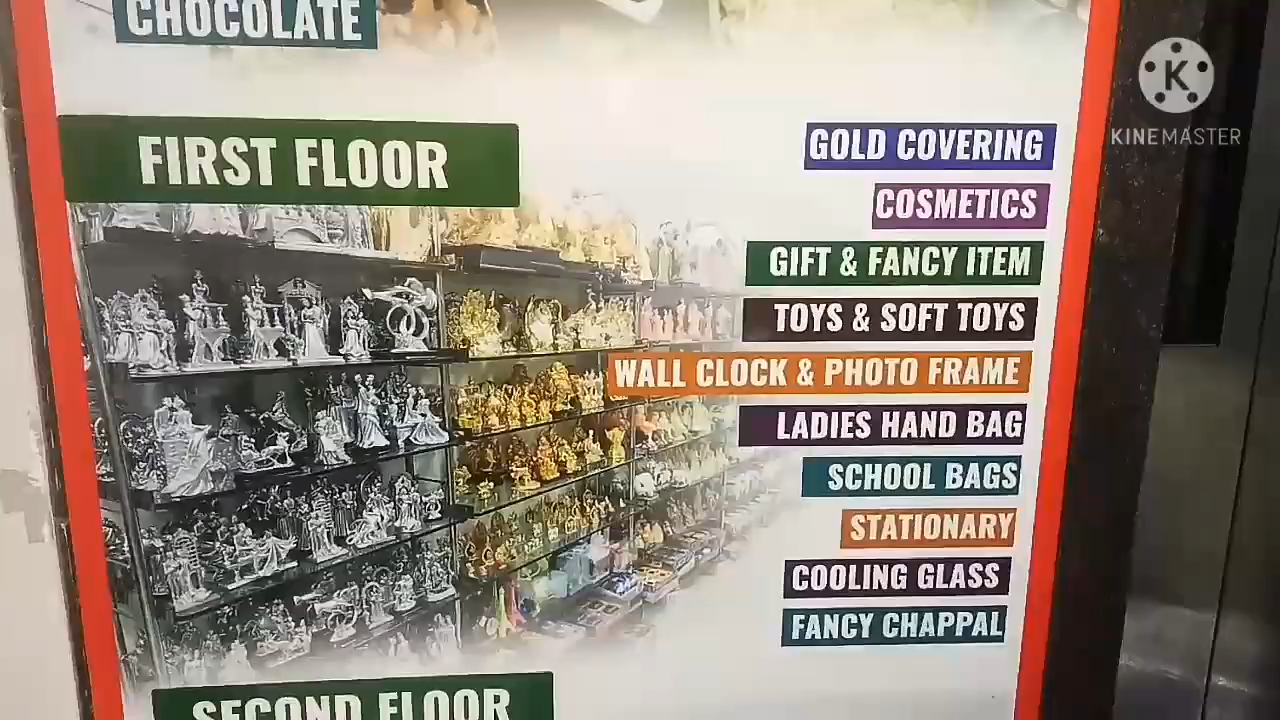 CHOCOLATE
FIRST FLOOR
GOLD COVERING
COSMETICS
GIFT & FANCY ITEM
TOYS & SOFT TOYS
WALL CLOCK & PHOTO FRAME
LADIES HAND BAG
SCHOOL BAGS
STATIONARY
COOLING GLASS
FANCY CHAPPAL
SECOND FLOOR
K
KINEMASTER